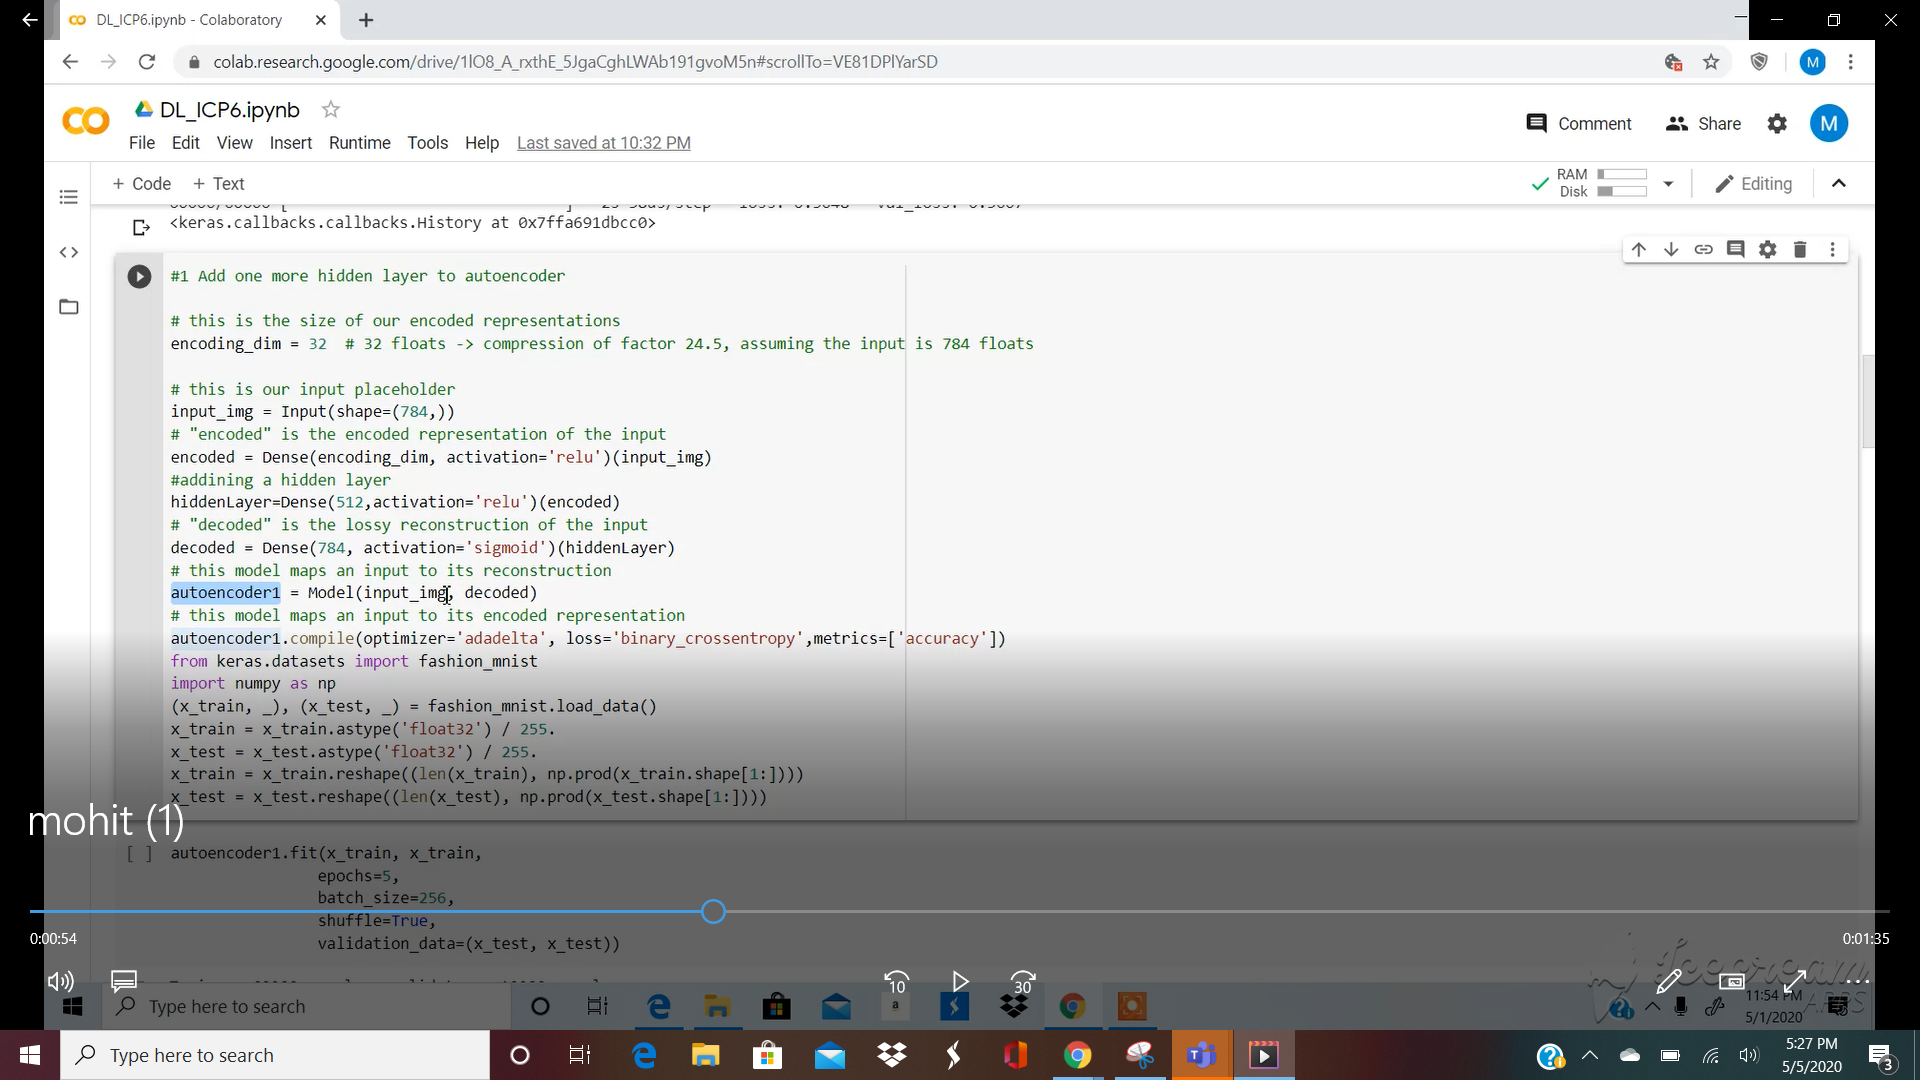 DL_ICP6.ipynb - Colaboratory
colab.research.google.com/drive/1lO8_A_rxthE_5JgaCghLWAb191gvoM5n#scrollTo=VE81DPlYarSD
M
DL_ICP6.ipynb
Comment
Share
M
File Edit View Insert Runtime Tools Help Last saved at 10:32 PM
+ Code + Text
RAM
Disk
Editing
<keras.callbacks.callbacks.History at 0x7ffa691dbcc0>
#1 Add one more hidden layer to autoencoder
# this is the size of our encoded representations
encoding_dim = 32  # 32 floats -> compression of factor 24.5, assuming the input is 784 floats
# this is our input placeholder
input_img = Input(shape=(784,))
# "encoded" is the encoded representation of the input
encoded = Dense(encoding_dim, activation='relu')(input_img)
#addining a hidden layer
hiddenLayer=Dense(512,activation='relu')(encoded)
# "decoded" is the lossy reconstruction of the input
decoded = Dense(784, activation='sigmoid')(hiddenLayer)
# this model maps an input to its reconstruction
autoencoder1 = Model(input_img, decoded)
# this model maps an input to its encoded representation
autoencoder1.compile(optimizer='adadelta', loss='binary_crossentropy',metrics=['accuracy'])
from keras.datasets import fashion_mnist
import numpy as np
(x_train, _), (x_test, _) = fashion_mnist.load_data()
x_train = x_train.astype('float32') / 255.
x_test = x_test.astype('float32') / 255.
x_train = x_train.reshape((len(x_train), np.prod(x_train.shape[1:])))
x_test = x_test.reshape((len(x_test), np.prod(x_test.shape[1:])))
mohit (1)
[ ] autoencoder1.fit(x_train, x_train,
epochs=5,
batch_size=256,
shuffle=True,
validation_data=(x_test, x_test))
0:00:54
0:01:35
10
30
Type here to search
a
11:54 PM
5/1/2020
APPS
Type here to search
5:27 PM
5/5/2020
3